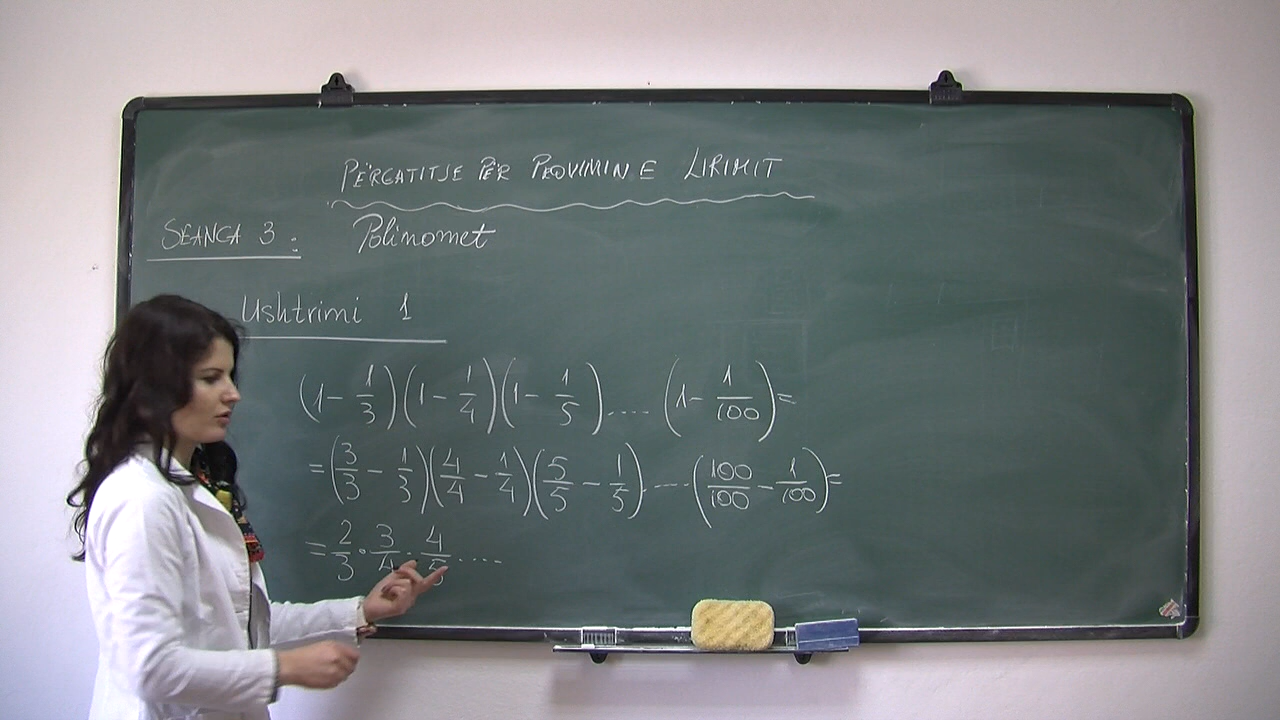 PËRGATITJE PËR PROVIMIN E LIRIMIT
SEANCA 3 : Polinomet
Ushtrimi 1
(1 - 1/3)(1 - 1/4)(1 - 1/5)..... (1 - 1/100) =
= (3/3 - 1/3)(4/4 - 1/4)(5/5 - 1/5)..... (100/100 - 1/100) =
= 2/3 · 3/4 · 4/5 .....